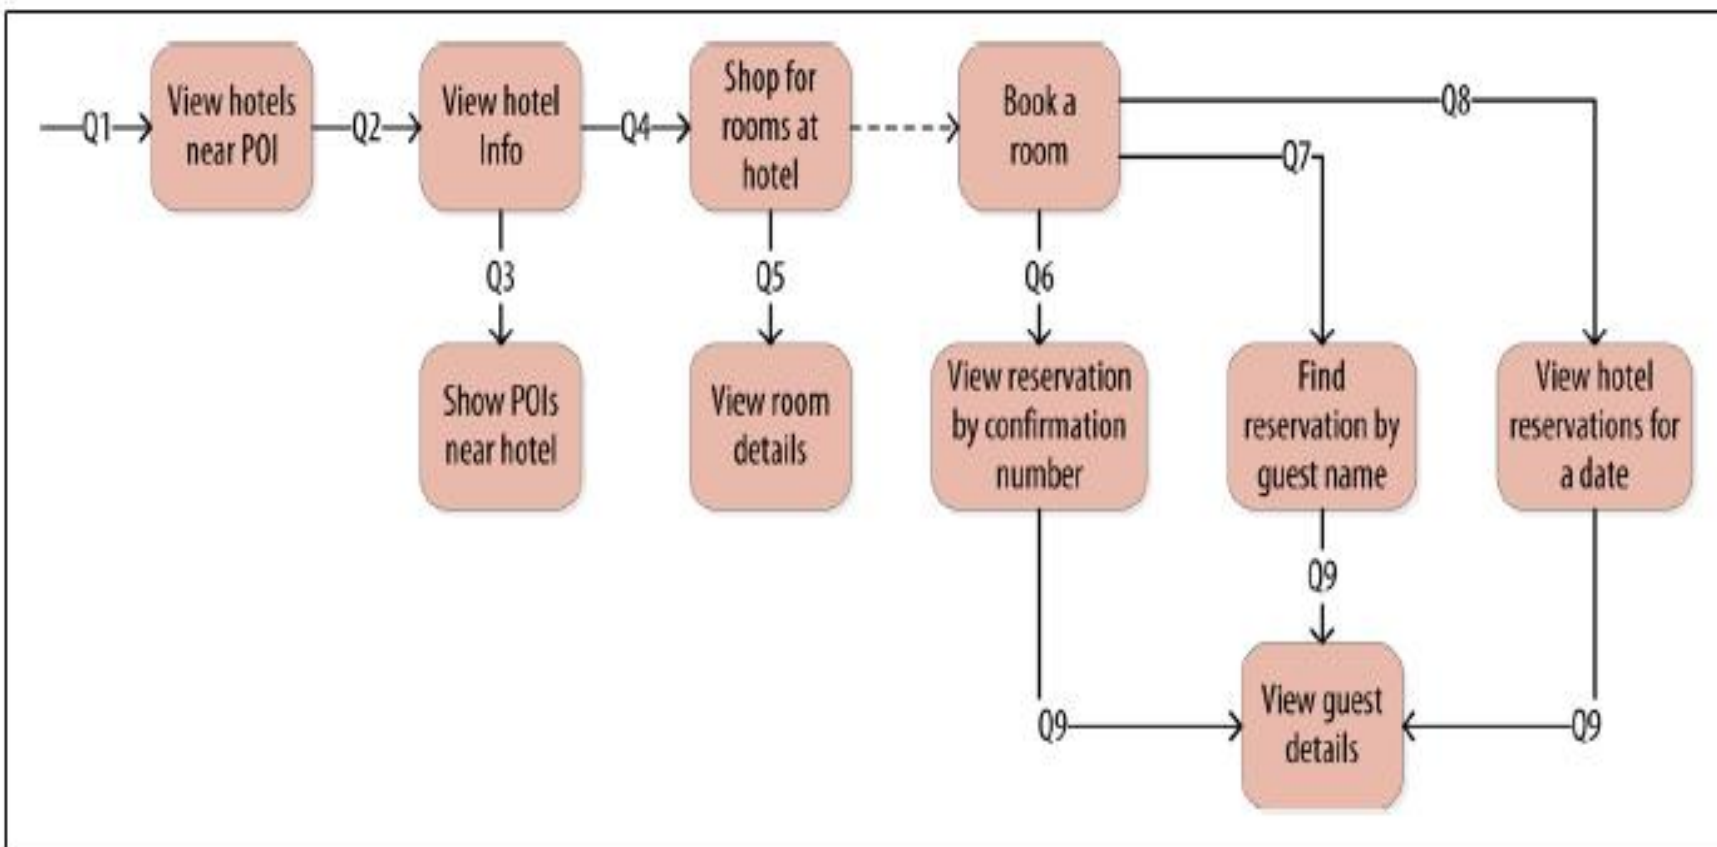 Q1
View hotels
near POI
Q2
View hotel
Info
Q4
Shop for
rooms at
hotel
Book a
room
Q8
Q7
Q3
Q5
Q6
Show POIs
near hotel
View room
details
View reservation
by confirmation
number
Find
reservation by
guest name
View hotel
reservations for
a date
Q9
Q9
View guest
details
Q9